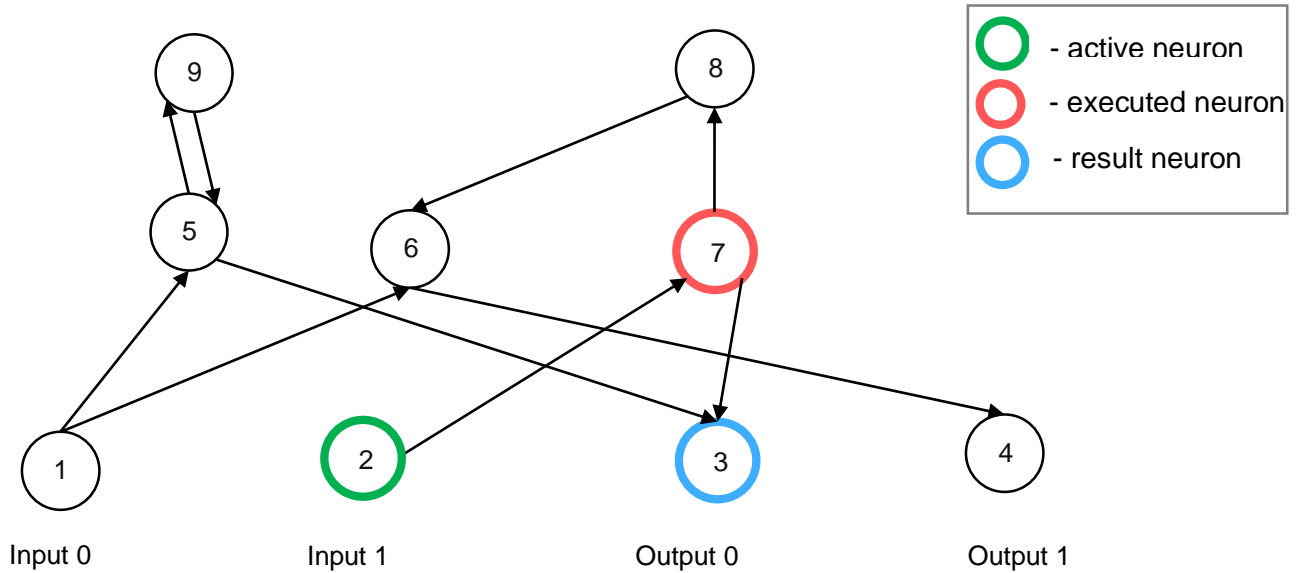 9
8
- active neuron
- executed neuron
- result neuron
5
6
7
1
2
3
4
Input 0
Input 1
Output 0
Output 1